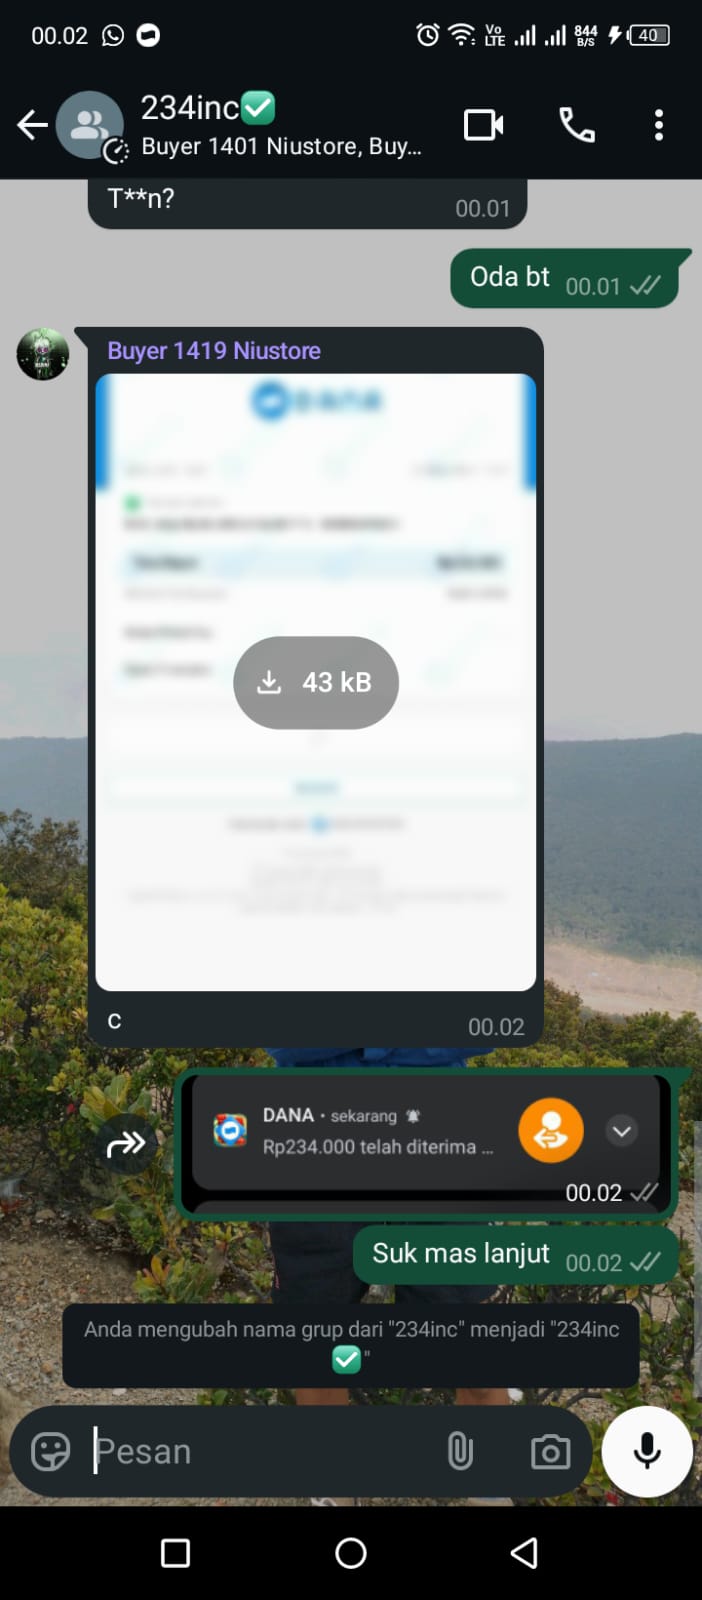 00.02
Vo LTE
844 B/S
40
234inc✅
Buyer 1401 Niustore, Buy...
T**n?
00.01
Oda bt 00.01
Buyer 1419 Niustore
43 kB
c
00.02
DANA • sekarang
Rp234.000 telah diterima ...
00.02
Suk mas lanjut 00.02
Anda mengubah nama grup dari "234inc" menjadi "234inc
✅"
Pesan